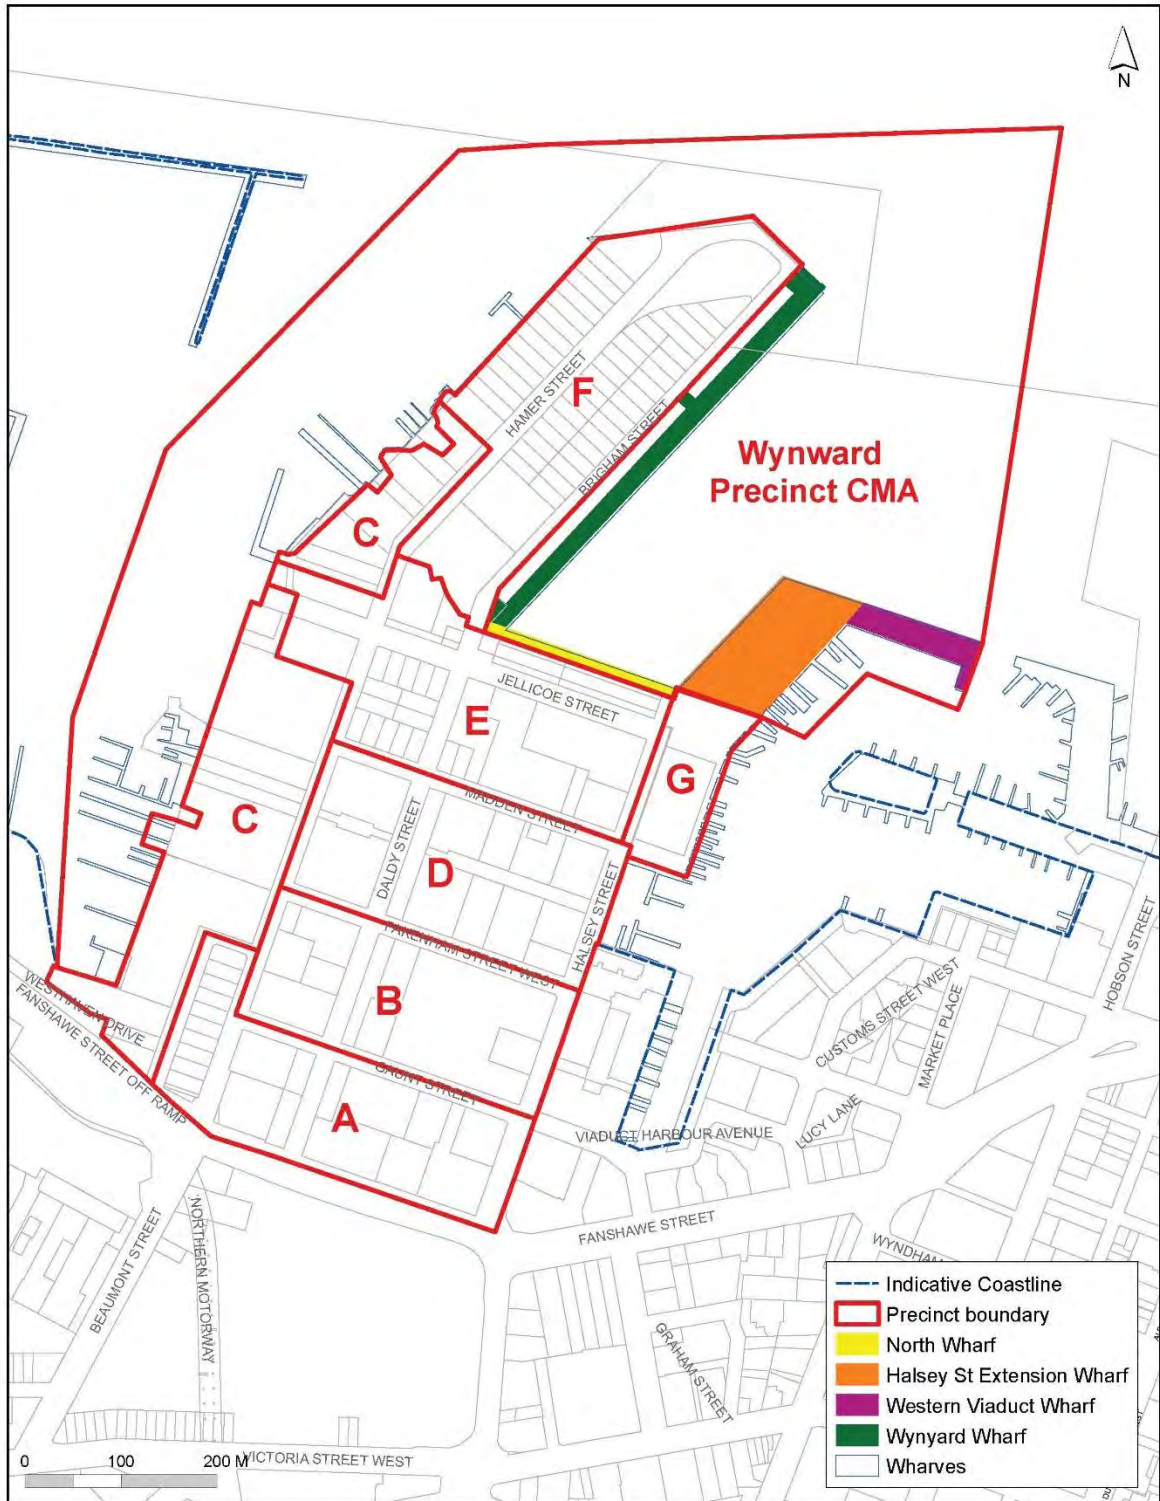 N
HAMER STREET
F
BRIGHAM STREET
Wynward
Precinct CMA
C
JELLICOE STREET
E
G
MADDEN STREET
C
DALDY STREET
D
HALSEY STREET
PAKENHAM STREET WEST
B
WESTHAVEN DRIVE
FANSHAWE STREET OFF RAMP
GAUNT STREET
A
HOBSON STREET
CUSTOMS STREET WEST
MARKET PLACE
LUCY LANE
VIADUCT HARBOUR AVENUE
FANSHAWE STREET
BEAUMONT STREET
NORTHERN MOTORWAY
WYNDHAM
GRAHAM STREET
VICTORIA STREET WEST
0 100 200 M
Indicative Coastline
Precinct boundary
North Wharf
Halsey St Extension Wharf
Western Viaduct Wharf
Wynyard Wharf
Wharves